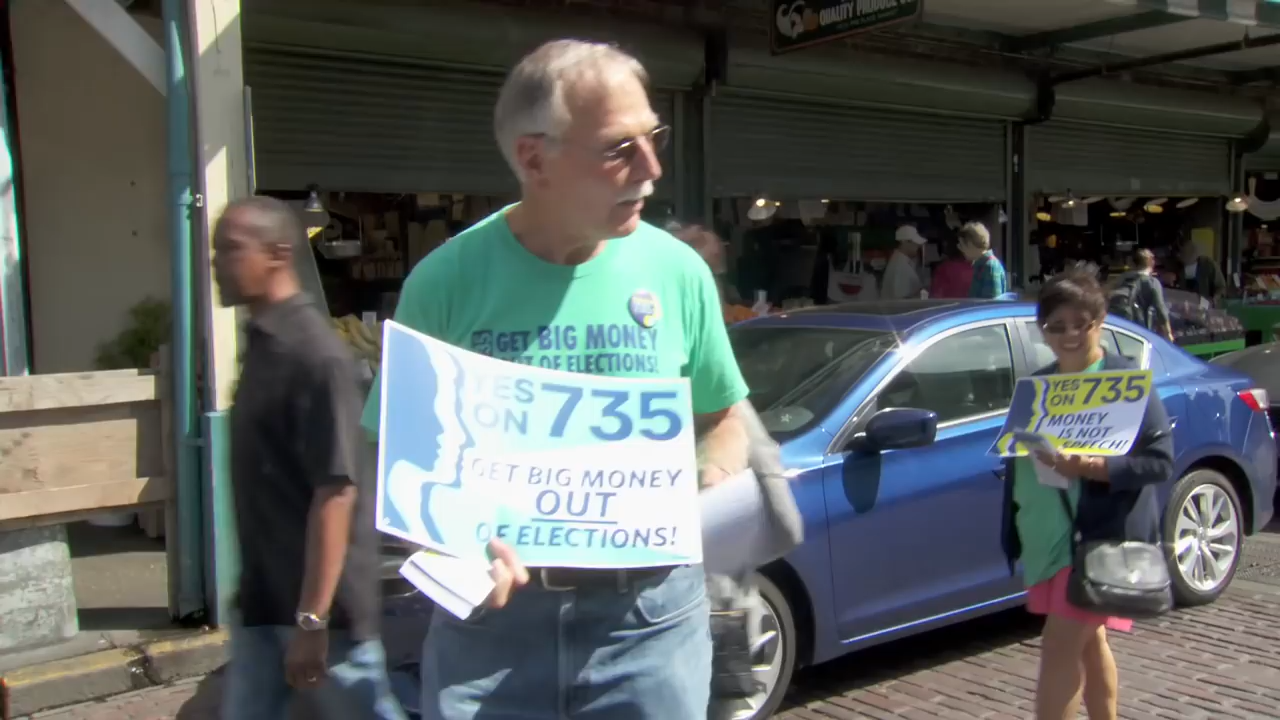 QUALITY PRODUCE
GET BIG MONEY
OUT OF ELECTIONS!
YES
ON 735
GET BIG MONEY
OUT
OF ELECTIONS!
YES
ON 735
MONEY
IS NOT
SPEECH!